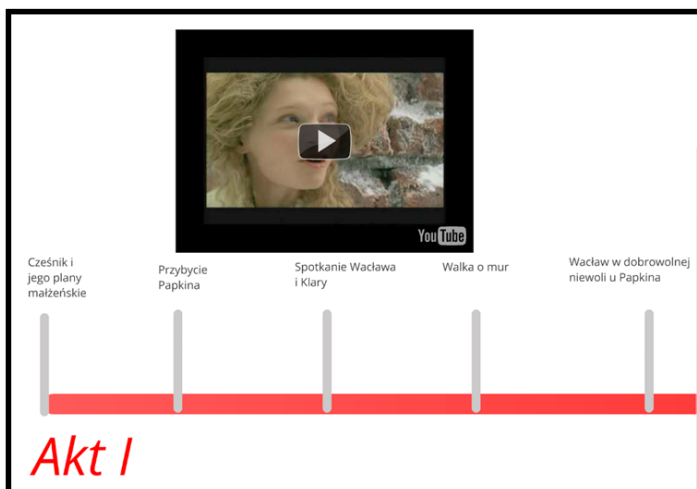 YouTube
Cześnik i
jego plany
małżeńskie
Przybycie
Papkina
Spotkanie Wacława
i Klary
Walka o mur
Wacław w dobrowolnej
niewoli u Papkina
Akt I